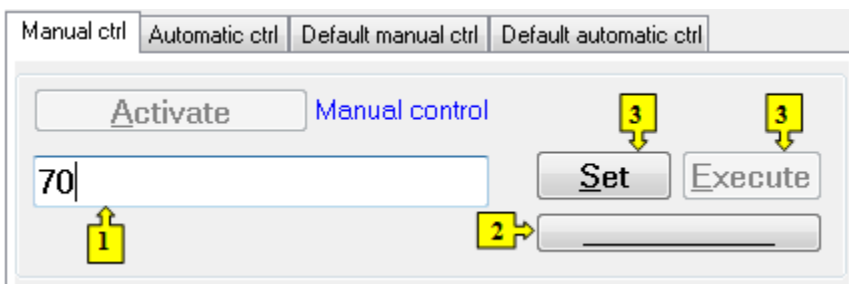 Manual ctrl Automatic ctrl Default manual ctrl Default automatic ctrl
Activate Manual control
3 3
70 Set Execute
1
2